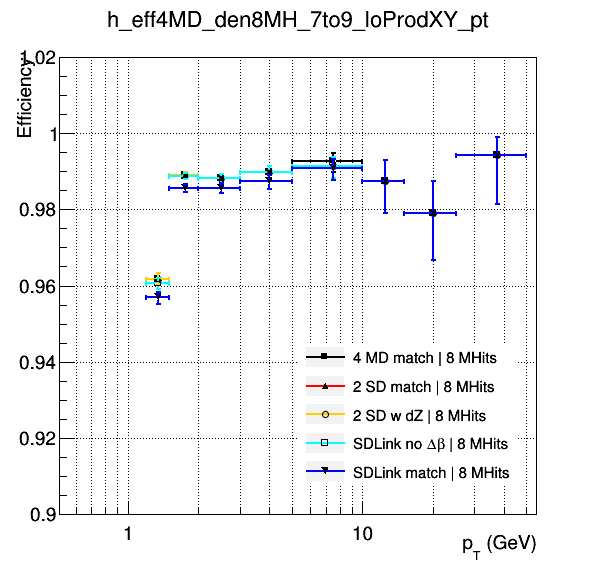 h_eff4MD_den8MH_7to9_loProdXY_pt
Efficiency
1.02
1
0.98
0.96
0.94
0.92
0.9
4 MD match | 8 MHits
2 SD match | 8 MHits
2 SD w dZ | 8 MHits
SDLink no Δβ | 8 MHits
SDLink match | 8 MHits
1
10
p_T (GeV)